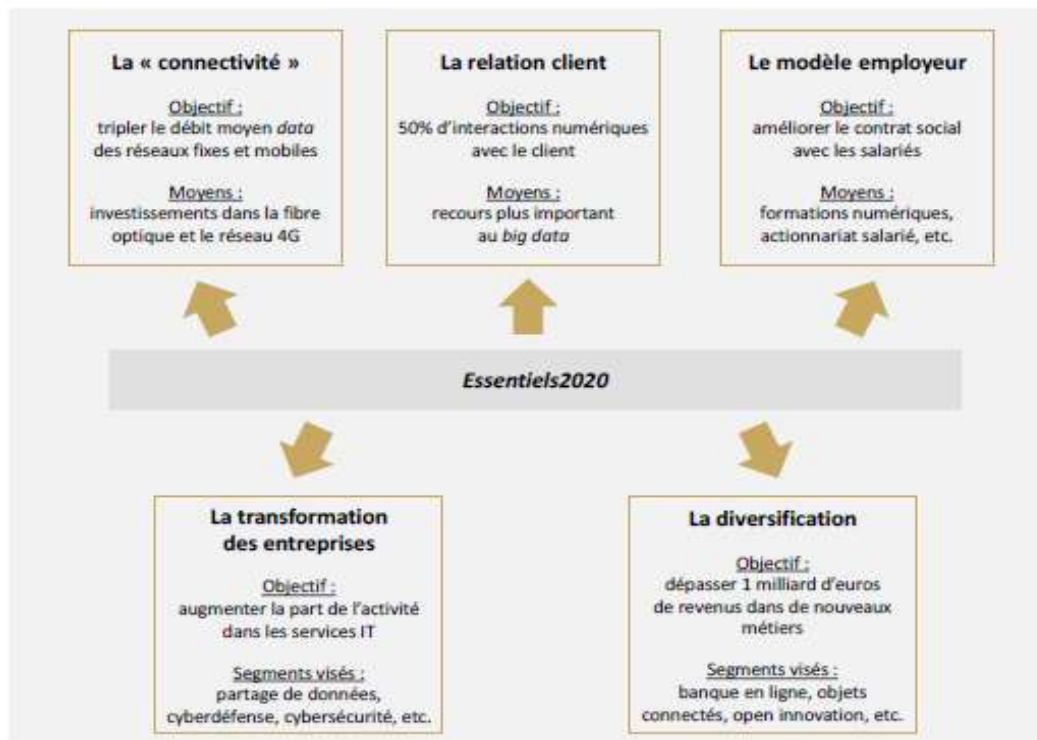 La « connectivité »
Objectif :
tripler le débit moyen data
des réseaux fixes et mobiles
Moyens :
investissements dans la fibre
optique et le réseau 4G
La relation client
Objectif :
50% d'interactions numériques
avec le client
Moyens :
recours plus important
au big data
Le modèle employeur
Objectif :
améliorer le contrat social
avec les salariés
Moyens :
formations numériques,
actionnariat salarié, etc.
Essentiels2020
La transformation
des entreprises
Objectif :
augmenter la part de l'activité
dans les services IT
Segments visés :
partage de données,
cyberdéfense, cybersécurité, etc.
La diversification
Objectif :
dépasser 1 milliard d'euros
de revenus dans de nouveaux
métiers
Segments visés :
banque en ligne, objets
connectés, open innovation, etc.